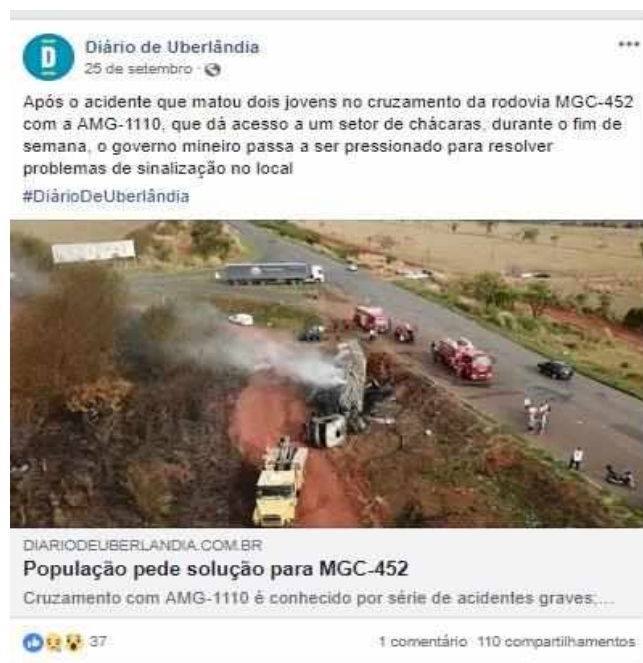 Diário de Uberlândia
25 de setembro ·
Após o acidente que matou dois jovens no cruzamento da rodovia MGC-452
com a AMG-1110, que dá acesso a um setor de chácaras, durante o fim de
semana, o governo mineiro passa a ser pressionado para resolver
problemas de sinalização no local
#DiárioDeUberlândia
DIARIODEUBERLANDIA.COM.BR
População pede solução para MGC-452
Cruzamento com AMG-1110 é conhecido por série de acidentes graves;...
37
1 comentário 110 compartilhamentos